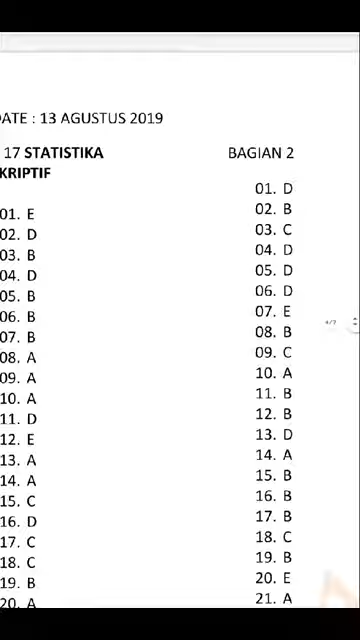 DATE : 13 AGUSTUS 2019
17 STATISTIKA
KRIPTIF
01. E
02. D
03. B
04. D
05. B
06. B
07. B
08. A
09. A
10. A
11. D
12. E
13. A
14. A
15. C
16. D
17. C
18. C
19. B
20. A
BAGIAN 2
01. D
02. B
03. C
04. D
05. D
06. D
07. E
08. B
09. C
10. A
11. B
12. B
13. D
14. A
15. B
16. B
17. B
18. C
19. B
20. E
21. A
4/7